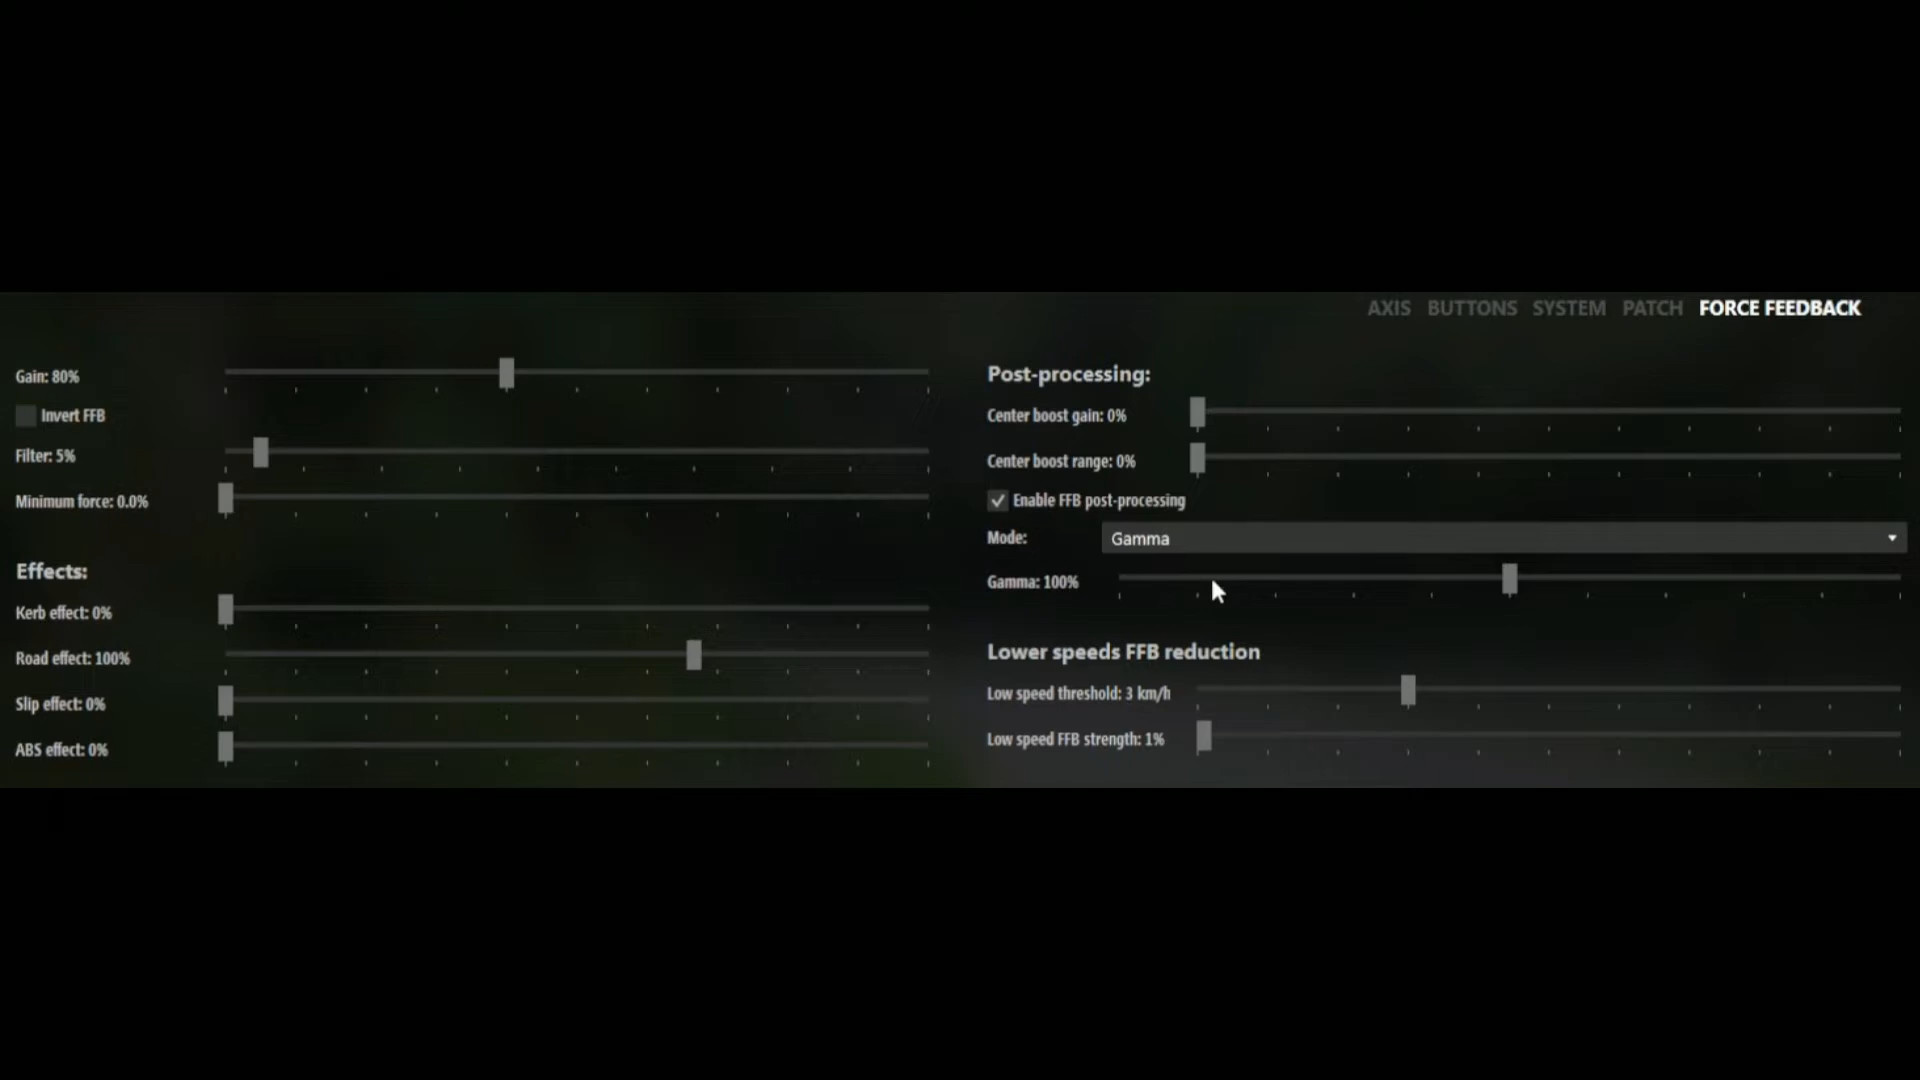 AXIS BUTTONS SYSTEM PATCH FORCE FEEDBACK
Gain: 80%
Invert FFB
Filter: 5%
Minimum force: 0.0%
Effects:
Kerb effect: 0%
Road effect: 100%
Slip effect: 0%
ABS effect: 0%
Post-processing:
Center boost gain: 0%
Center boost range: 0%
Enable FFB post-processing
Mode: Gamma
Gamma: 100%
Lower speeds FFB reduction
Low speed threshold: 3 km/h
Low speed FFB strength: 1%